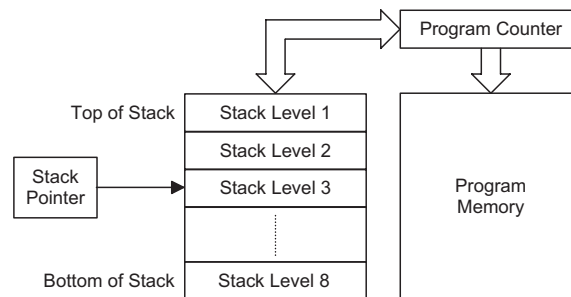 Program Counter
Top of Stack
Stack Level 1
Stack Level 2
Stack
Pointer
Stack Level 3
Program
Memory
Bottom of Stack
Stack Level 8